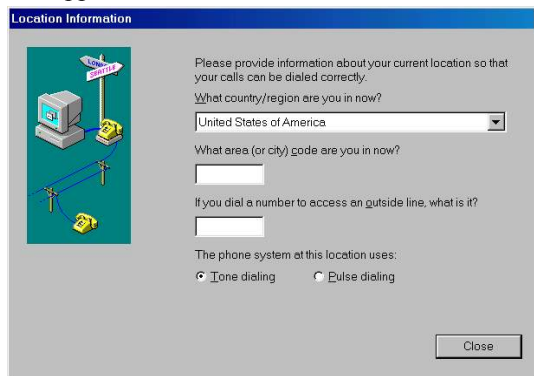 Location Information
LONDON
SEATTLE
Please provide information about your current location so that
your calls can be dialed correctly.
What country/region are you in now?
United States of America
What area (or city) code are you in now?
If you dial a number to access an outside line, what is it?
The phone system at this location uses:
Tone dialing Pulse dialing
Close